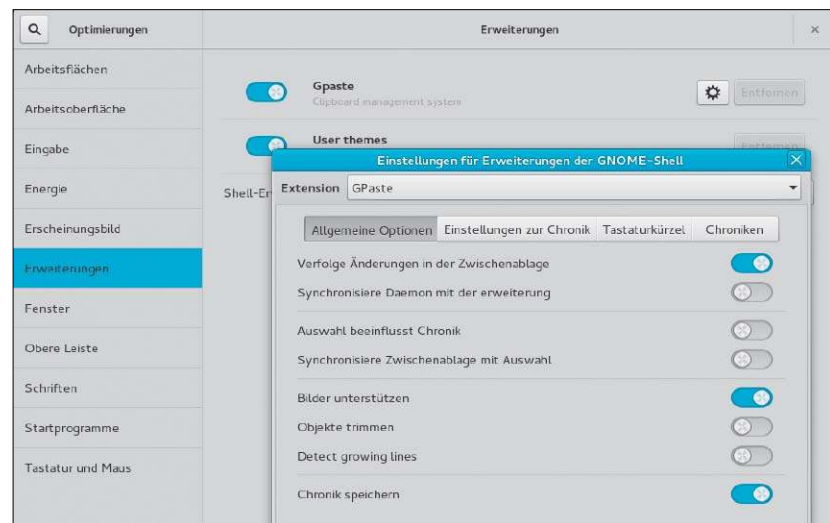 Optimierungen
Erweiterungen
Arbeitsflächen
Arbeitsoberfläche
Eingabe
Energie
Erscheinungsbild
Erweiterungen
Fenster
Obere Leiste
Schriften
Startprogramme
Tastatur und Maus
Gpaste
Clipboard management system
Entfernen
User themes
Entfernen
Shell-Er
Einstellungen für Erweiterungen der GNOME-Shell
Extension GPaste
Allgemeine Optionen Einstellungen zur Chronik Tastaturkürzel Chroniken
Verfolge Änderungen in der Zwischenablage
Synchronisiere Daemon mit der erweiterung
Auswahl beeinflusst Chronik
Synchronisiere Zwischenablage mit Auswahl
Bilder unterstützen
Objekte trimmen
Detect growing lines
Chronik speichern